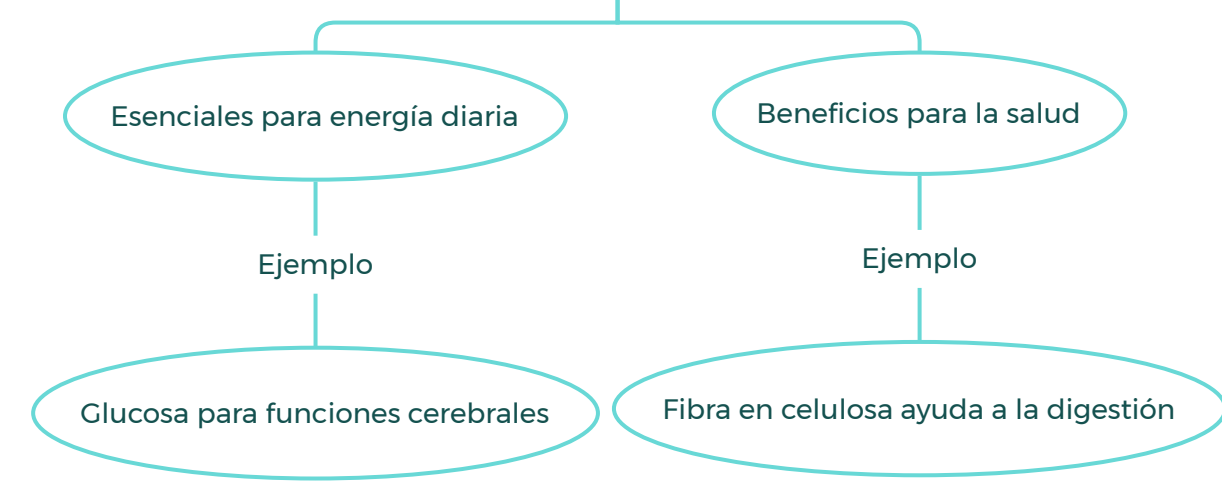 Esenciales para energía diaria
Beneficios para la salud
Ejemplo
Ejemplo
Glucosa para funciones cerebrales
Fibra en celulosa ayuda a la digestión